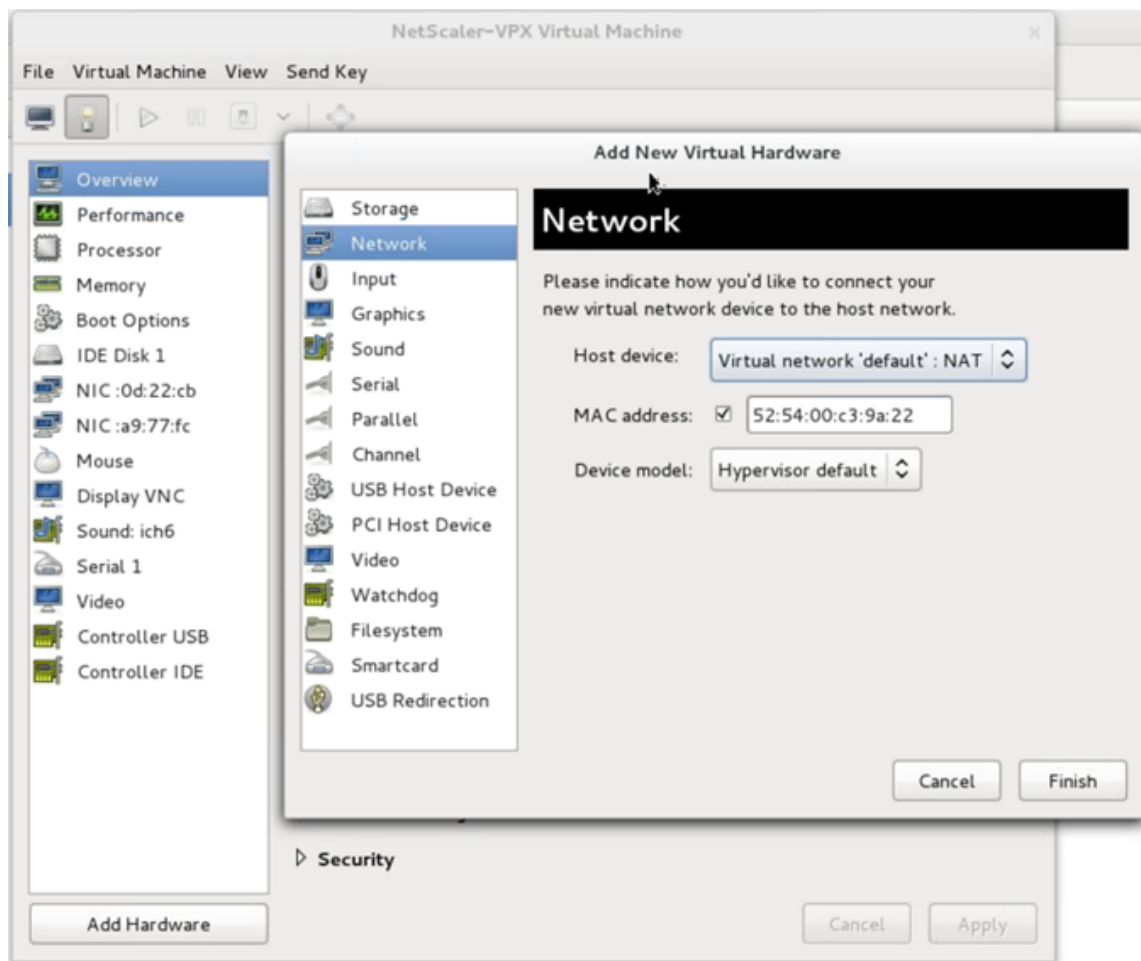 NetScaler-VPX Virtual Machine
File Virtual Machine View Send Key
Overview
Performance
Processor
Memory
Boot Options
IDE Disk 1
NIC :0d:22:cb
NIC :a9:77:fc
Mouse
Display VNC
Sound: ich6
Serial 1
Video
Controller USB
Controller IDE
Add Hardware
Add New Virtual Hardware
Storage
Network
Input
Graphics
Sound
Serial
Parallel
Channel
USB Host Device
PCI Host Device
Video
Watchdog
Filesystem
Smartcard
USB Redirection
Network
Please indicate how you'd like to connect your
new virtual network device to the host network.
Host device: Virtual network 'default' : NAT
MAC address: 52:54:00:c3:9a:22
Device model: Hypervisor default
Cancel Finish
Security
Cancel Apply